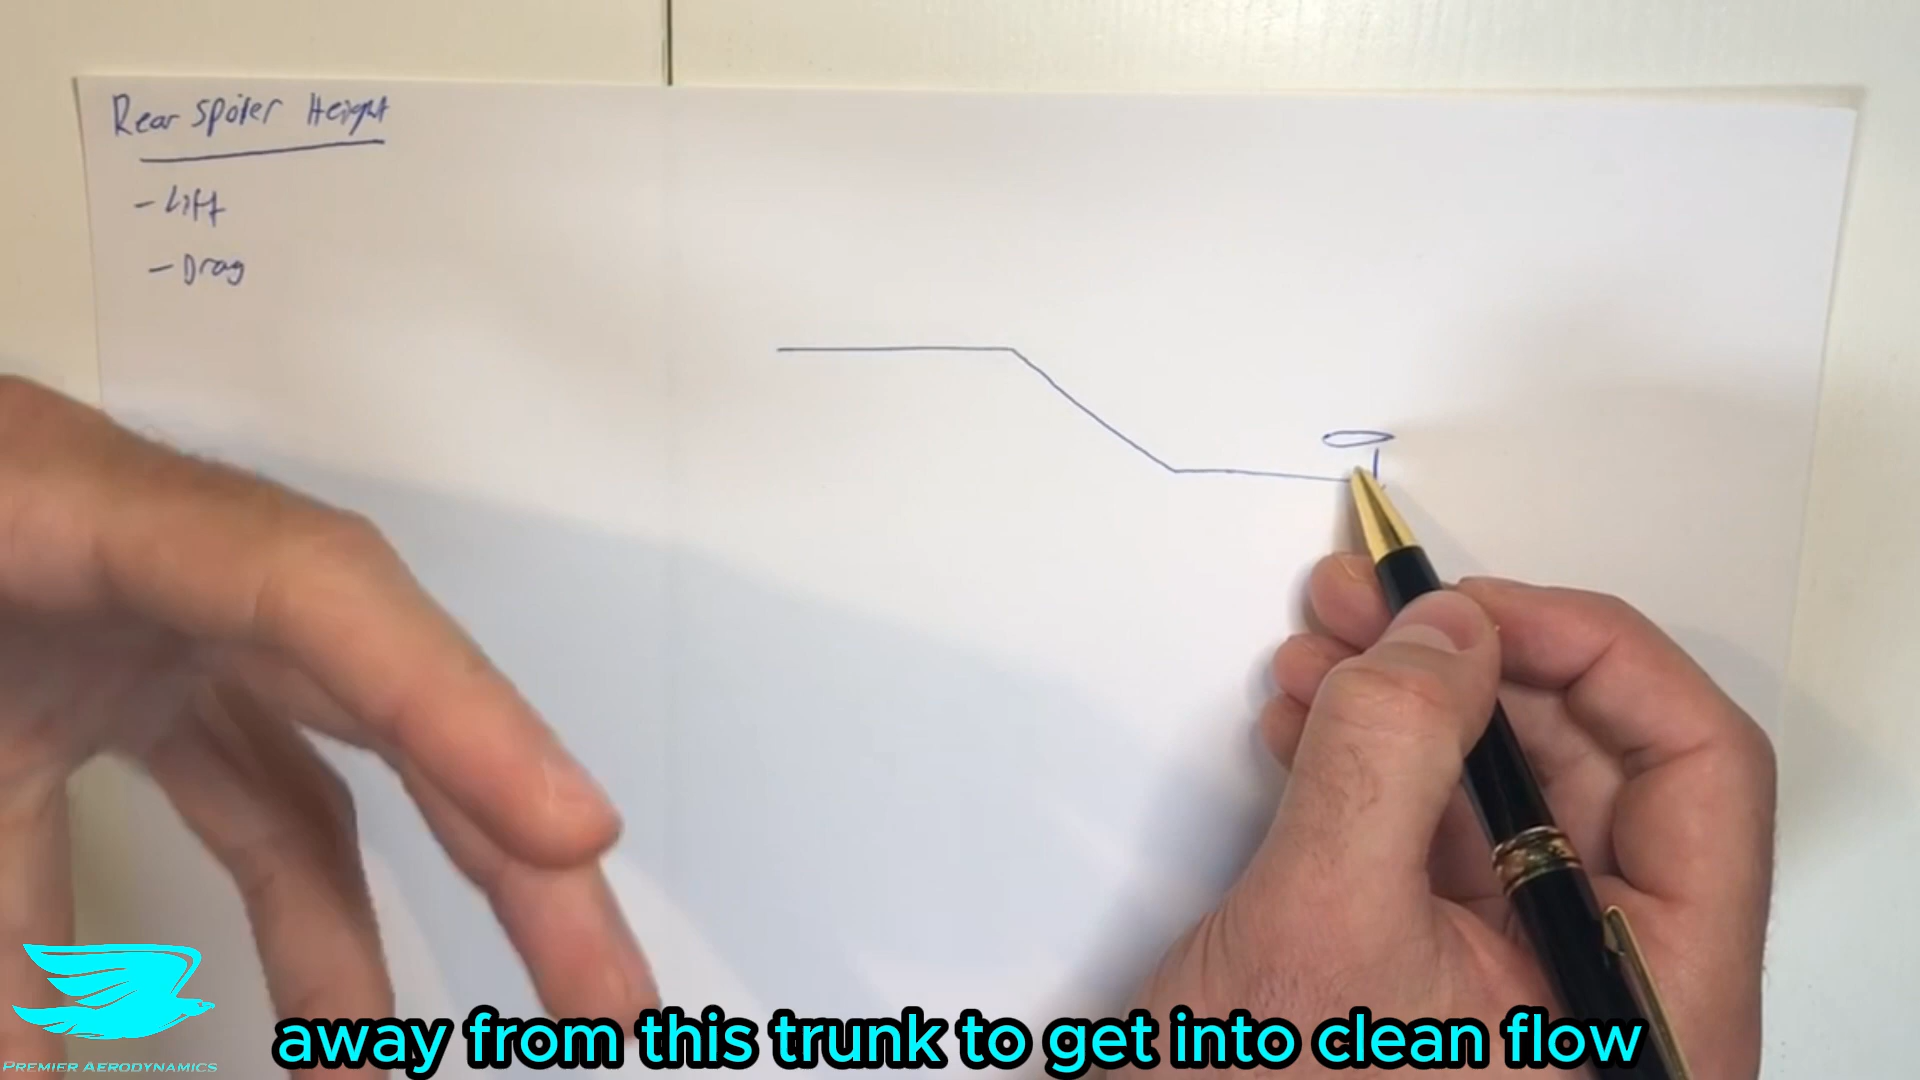 Rear Spoiler Height
- Lift
- Drag
away from this trunk to get into clean flow
PREMIER AERODYNAMICS